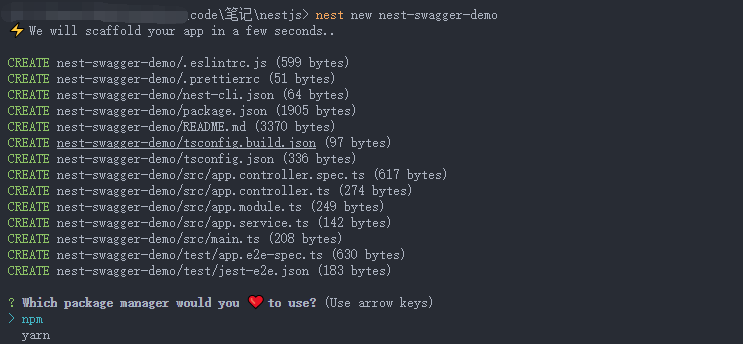 code\笔记\nestjs> nest new nest-swagger-demo
⚡ We will scaffold your app in a few seconds..
CREATE nest-swagger-demo/.eslintrc.js (599 bytes)
CREATE nest-swagger-demo/.prettierrc (51 bytes)
CREATE nest-swagger-demo/nest-cli.json (64 bytes)
CREATE nest-swagger-demo/package.json (1905 bytes)
CREATE nest-swagger-demo/README.md (3370 bytes)
CREATE nest-swagger-demo/tsconfig.build.json (97 bytes)
CREATE nest-swagger-demo/tsconfig.json (336 bytes)
CREATE nest-swagger-demo/src/app.controller.spec.ts (617 bytes)
CREATE nest-swagger-demo/src/app.controller.ts (274 bytes)
CREATE nest-swagger-demo/src/app.module.ts (249 bytes)
CREATE nest-swagger-demo/src/app.service.ts (142 bytes)
CREATE nest-swagger-demo/src/main.ts (208 bytes)
CREATE nest-swagger-demo/test/app.e2e-spec.ts (630 bytes)
CREATE nest-swagger-demo/test/jest-e2e.json (183 bytes)
? Which package manager would you ❤️ to use? (Use arrow keys)
> npm
yarn